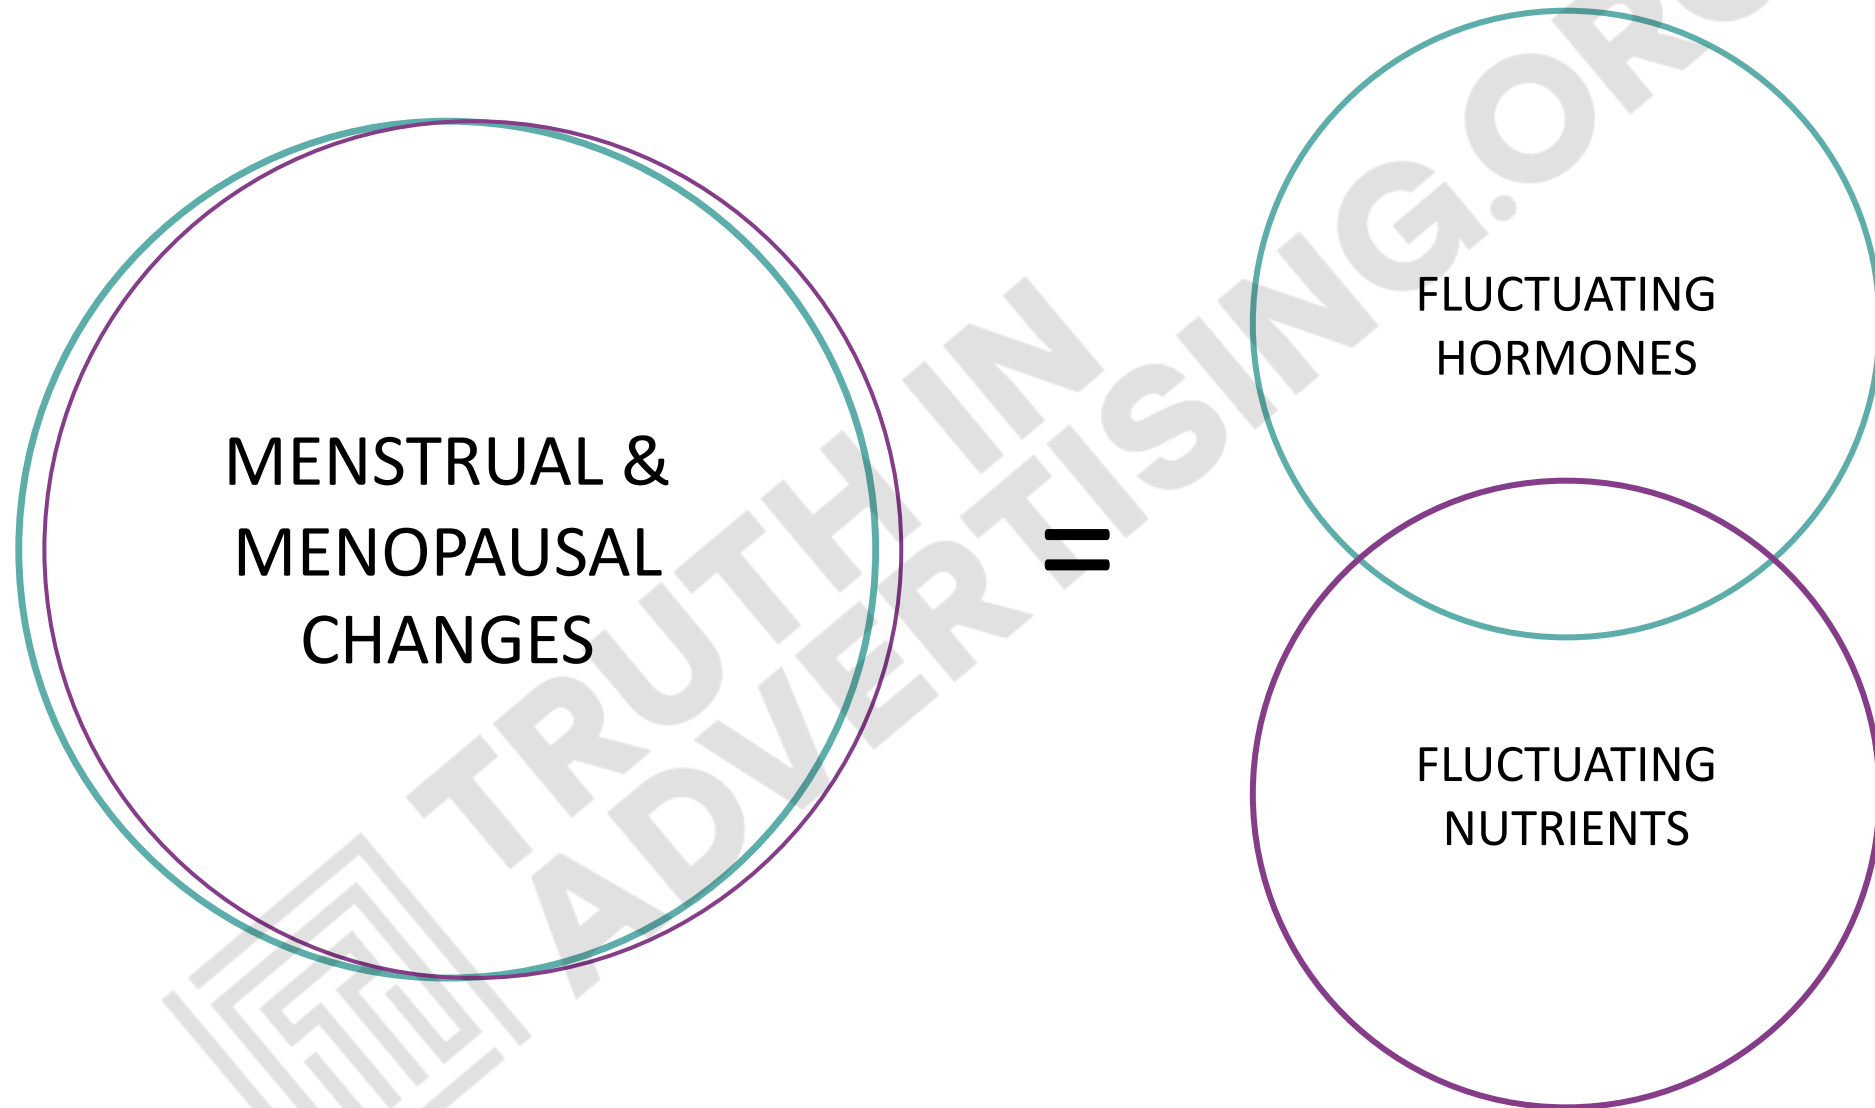 MENSTRUAL &
MENOPAUSAL
CHANGES
=
FLUCTUATING
HORMONES
FLUCTUATING
NUTRIENTS
TRUTH IN
ADVERTISING.ORG